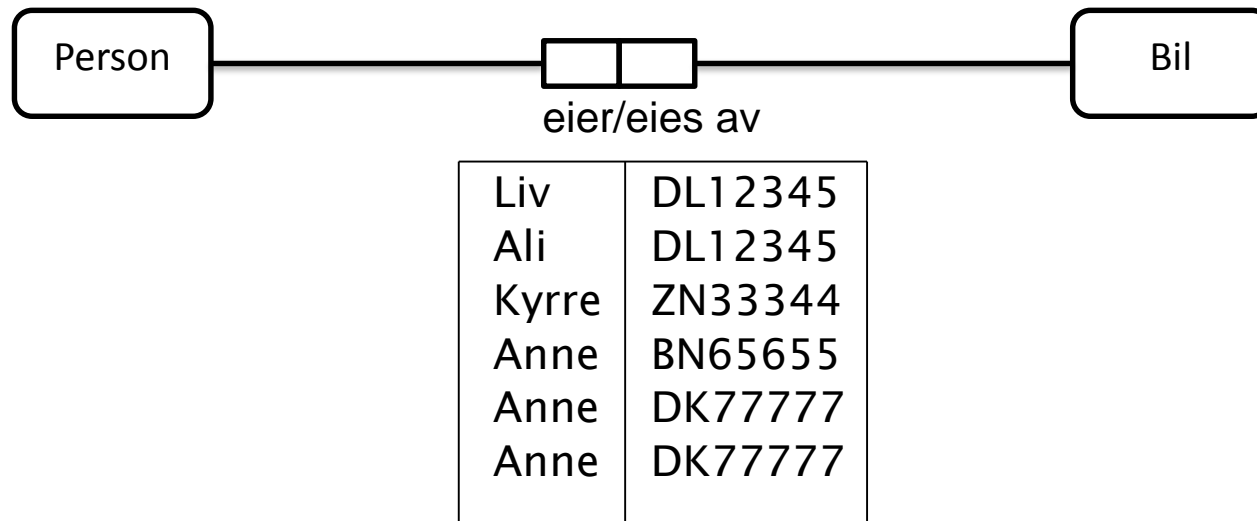 Person Bil
eier/eies av
Liv DL12345
Ali DL12345
Kyrre ZN33344
Anne BN65655
Anne DK77777
Anne DK77777